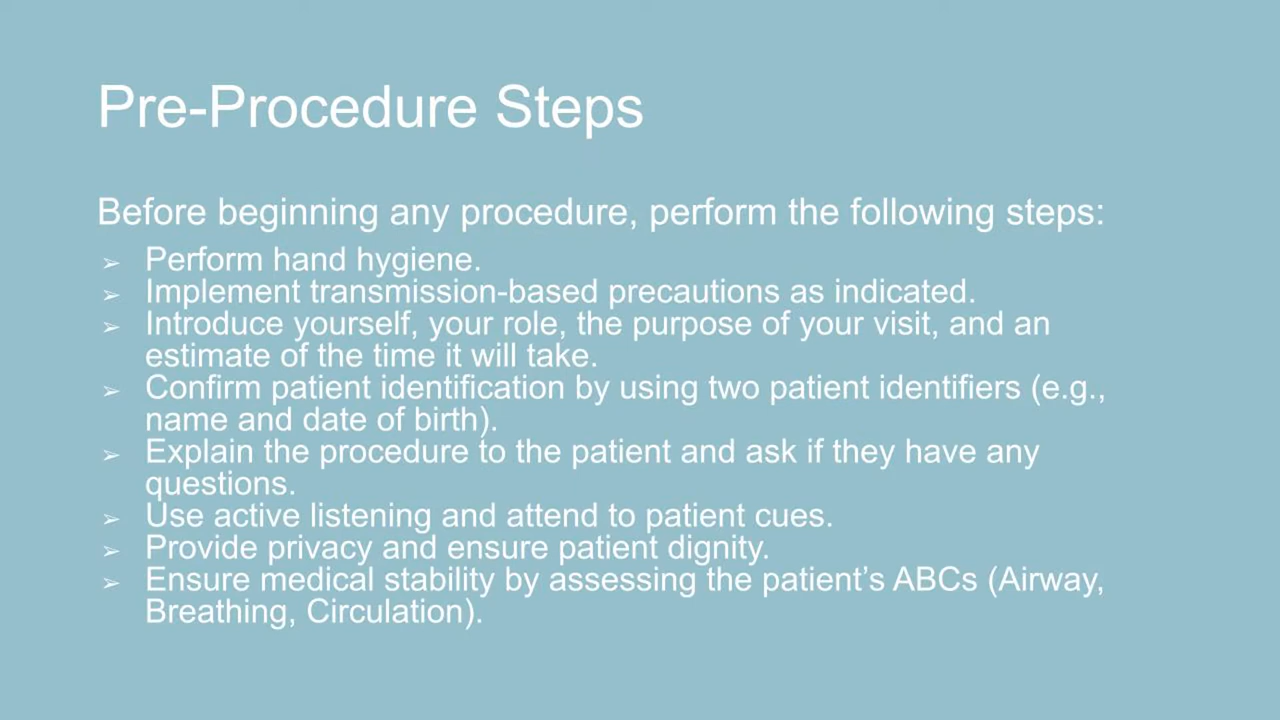 Pre-Procedure Steps
Before beginning any procedure, perform the following steps:
➢ Perform hand hygiene.
➢ Implement transmission-based precautions as indicated.
➢ Introduce yourself, your role, the purpose of your visit, and an
estimate of the time it will take.
➢ Confirm patient identification by using two patient identifiers (e.g.,
name and date of birth).
➢ Explain the procedure to the patient and ask if they have any
questions.
➢ Use active listening and attend to patient cues.
➢ Provide privacy and ensure patient dignity.
➢ Ensure medical stability by assessing the patient’s ABCs (Airway,
Breathing, Circulation).